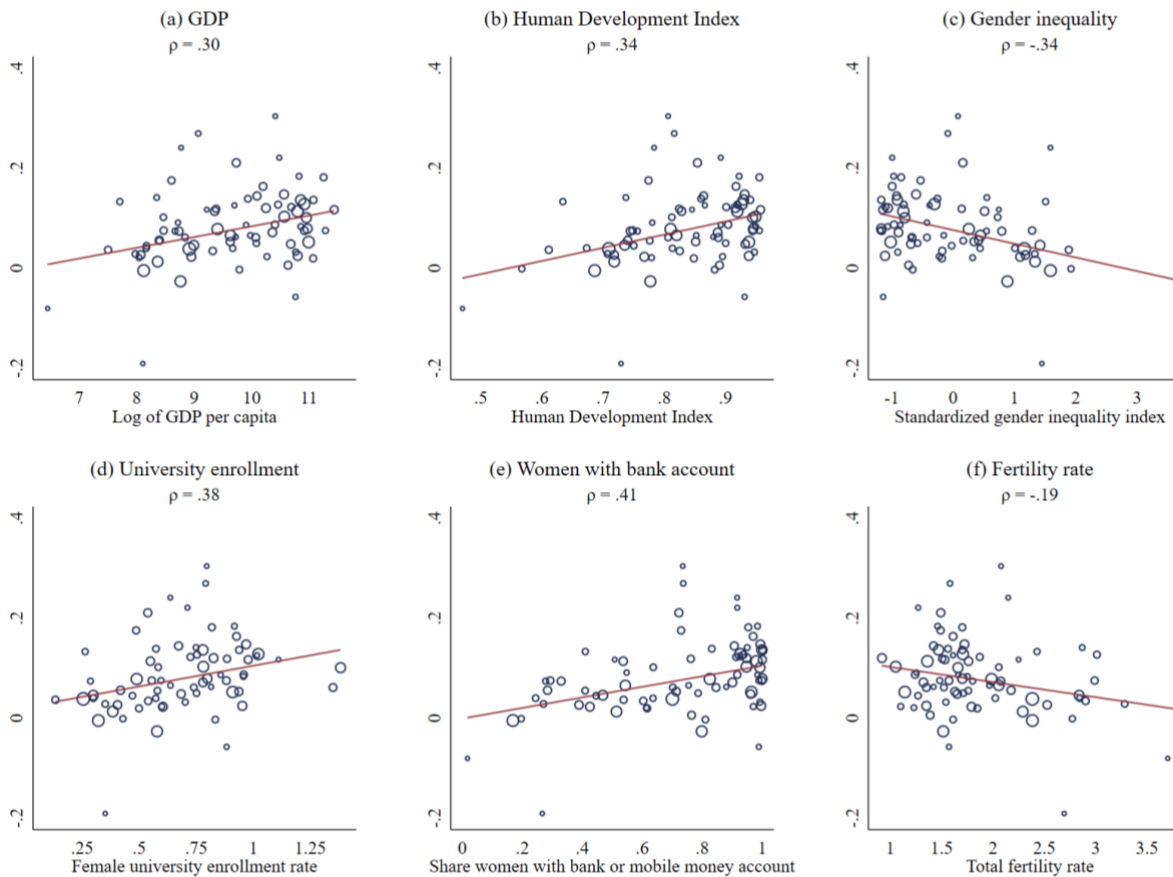 (a) GDP
ρ = .30
(b) Human Development Index
ρ = .34
(c) Gender inequality
ρ = -.34
.4
.2
0
-.2
7 8 9 10 11
Log of GDP per capita
.4
.2
0
-.2
.5 .6 .7 .8 .9
Human Development Index
.4
.2
0
-.2
-1 0 1 2 3
Standardized gender inequality index
(d) University enrollment
ρ = .38
(e) Women with bank account
ρ = .41
(f) Fertility rate
ρ = -.19
.4
.2
0
-.2
.25 .5 .75 1 1.25
Female university enrollment rate
.4
.2
0
-.2
0 .2 .4 .6 .8 1
Share women with bank or mobile money account
.4
.2
0
-.2
1 1.5 2 2.5 3 3.5
Total fertility rate